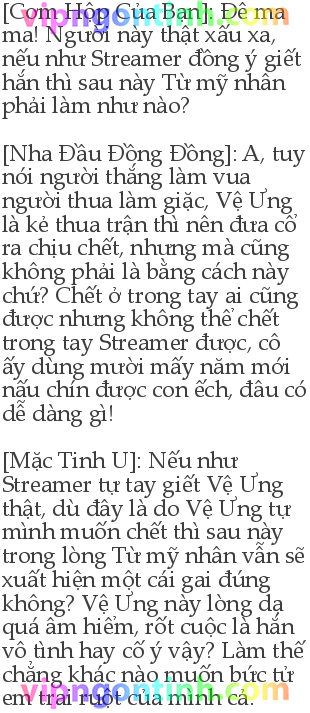 [Cơm Hộp Của Bạn]: Đê ma
ma! Người này thật xấu xa,
nếu như Streamer đồng ý giết
hắn thì sau này Từ mỹ nhân
phải làm như nào?
[Nha Đầu Đồng Đồng]: A, tuy
nói người thắng làm vua
người thua làm giặc, Vệ Ưng
là kẻ thua trận thì nên đưa cổ
ra chịu chết, nhưng mà cũng
không phải là bằng cách này
chứ? Chết ở trong tay ai cũng
được nhưng không thể chết
trong tay Streamer được, cô
ấy dùng mười mấy năm mới
nấu chín được con ếch, đâu có
dễ dàng gì!
[Mặc Tinh U]: Nếu như
Streamer tự tay giết Vệ Ưng
thật, dù đây là do Vệ Ưng tự
mình muốn chết thì sau này
trong lòng Từ mỹ nhân vẫn sẽ
xuất hiện một cái gai đúng
không? Vệ Ưng này lòng dạ
quá âm hiểm, rốt cuộc là hắn
vô tình hay cố ý vậy? Làm thế
chẳng khác nào muốn bức tử
em trai ruột của mình cả.
vipngontinh.com
vipngontinh.com